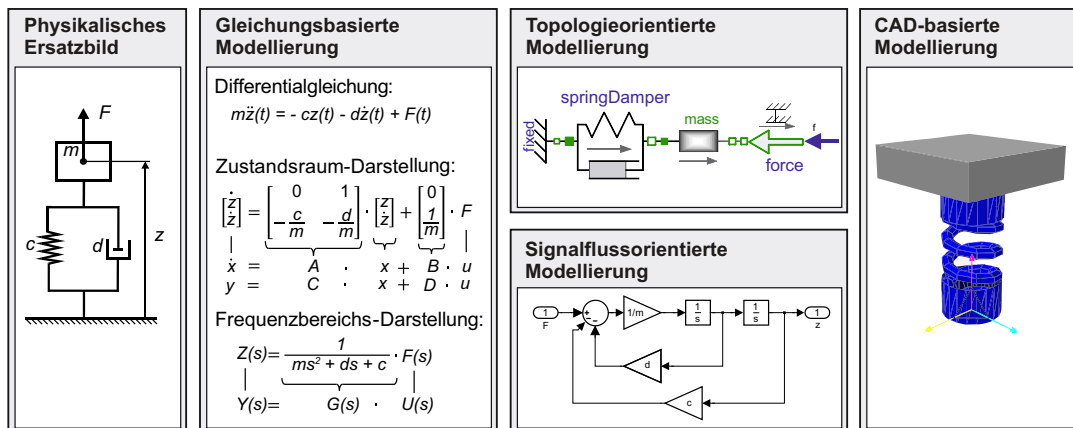 Physikalisches
Ersatzbild
F
m
c
d
z
Gleichungsbasierte
Modellierung
Differentialgleichung:
mz̈(t) = - cz(t) - dż(t) + F(t)
Zustandsraum-Darstellung:
[ż z̈] = [0 1 -c/m -d/m] · [z ż] + [0 1/m] · F
ẋ = A · x + B · u
y = C · x + D · u
Frequenzbereichs-Darstellung:
Z(s)= 1/(ms² + ds + c) · F(s)
Y(s)= G(s) · U(s)
Topologieorientierte
Modellierung
fixed
springDamper
mass
force
f
Signalflussorientierte
Modellierung
1
F
+
−
−
1/m
1/s
1/s
1
z
d
c
CAD-basierte
Modellierung